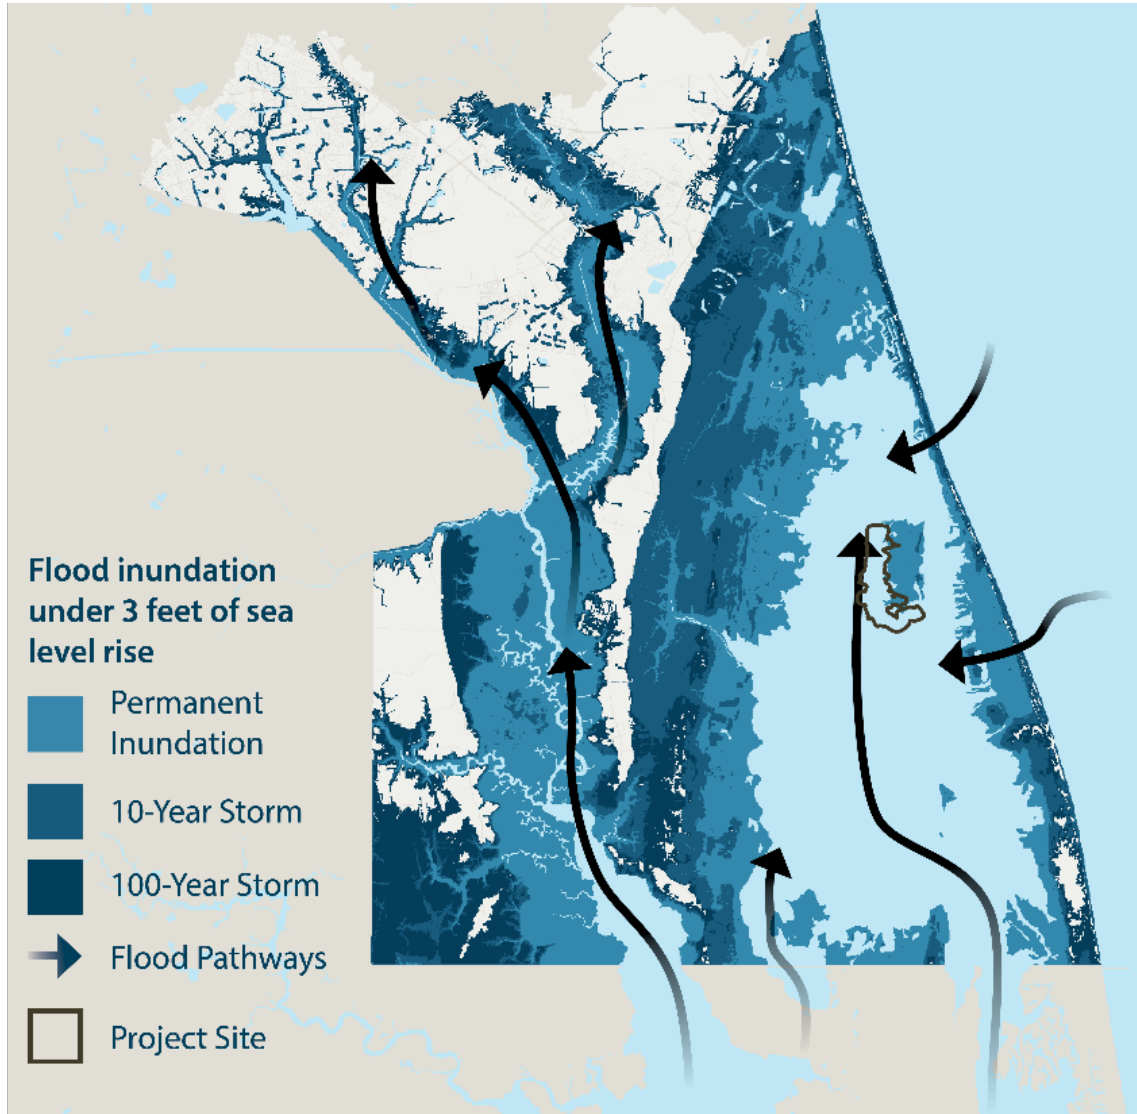 Flood inundation
under 3 feet of sea
level rise
Permanent
Inundation
10-Year Storm
100-Year Storm
Flood Pathways
Project Site